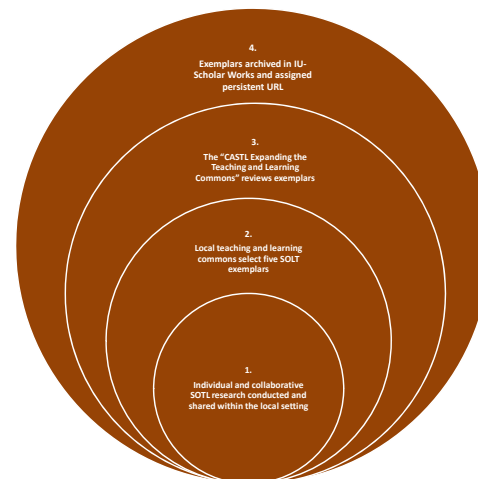 4.
Exemplars archived in IU-
Scholar Works and assigned
persistent URL
3.
The "CASTL Expanding the
Teaching and Learning
Commons" reviews exemplars
2.
Local teaching and learning
commons select five SOLT
exemplars
1.
Individual and collaborative
SOTL research conducted and
shared within the local setting